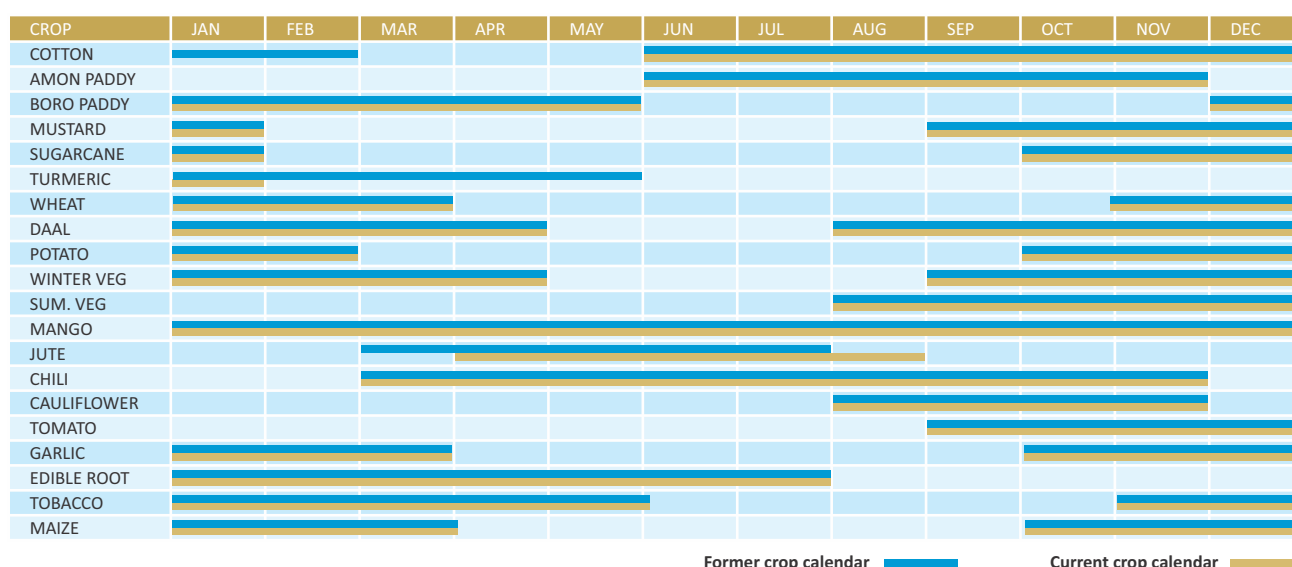 CROP JAN FEB MAR APR MAY JUN JUL AUG SEP OCT NOV DEC
COTTON
AMON PADDY
BORO PADDY
MUSTARD
SUGARCANE
TURMERIC
WHEAT
DAAL
POTATO
WINTER VEG
SUM. VEG
MANGO
JUTE
CHILI
CAULIFLOWER
TOMATO
GARLIC
EDIBLE ROOT
TOBACCO
MAIZE
Former crop calendar Current crop calendar